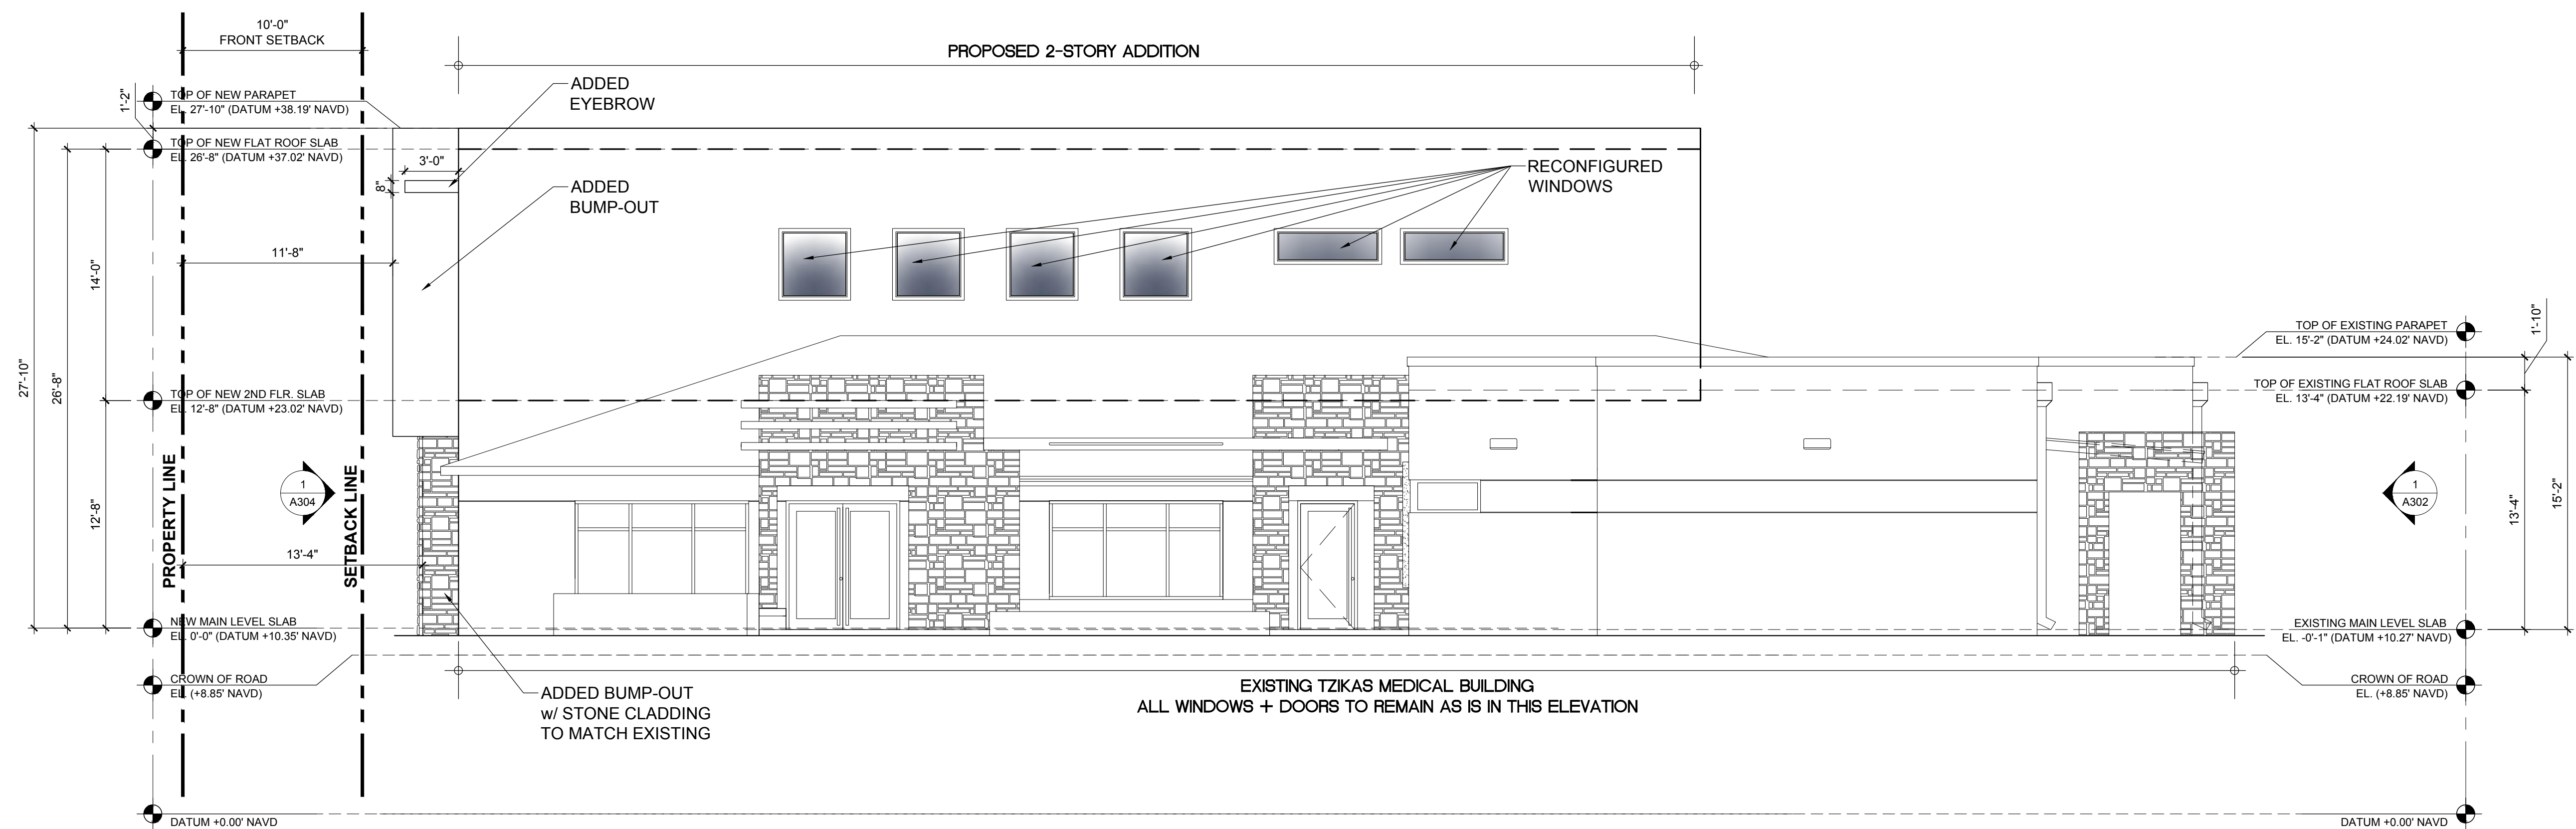 10'-0"
FRONT SETBACK
PROPOSED 2-STORY ADDITION
ADDED
EYEBROW
1'-2"
TOP OF NEW PARAPET
EL. 27'-10" (DATUM +38.19' NAVD)
TOP OF NEW FLAT ROOF SLAB
EL. 26'-8" (DATUM +37.02' NAVD)
3'-0"
8"
ADDED
BUMP-OUT
RECONFIGURED
WINDOWS
11'-8"
14'-0"
27'-10"
26'-8"
TOP OF EXISTING PARAPET
EL. 15'-2" (DATUM +24.02' NAVD)
1'-10"
TOP OF NEW 2ND FLR. SLAB
EL. 12'-8" (DATUM +23.02' NAVD)
TOP OF EXISTING FLAT ROOF SLAB
EL. 13'-4" (DATUM +22.19' NAVD)
PROPERTY LINE
SETBACK LINE
1
A304
1
A302
12'-8"
13'-4"
15'-2"
13'-4"
NEW MAIN LEVEL SLAB
EL. 0'-0" (DATUM +10.35' NAVD)
EXISTING MAIN LEVEL SLAB
EL. -0'-1" (DATUM +10.27' NAVD)
CROWN OF ROAD
EL. (+8.85' NAVD)
ADDED BUMP-OUT
w/ STONE CLADDING
TO MATCH EXISTING
EXISTING TZIKAS MEDICAL BUILDING
ALL WINDOWS + DOORS TO REMAIN AS IS IN THIS ELEVATION
CROWN OF ROAD
EL. (+8.85' NAVD)
DATUM +0.00' NAVD
DATUM +0.00' NAVD